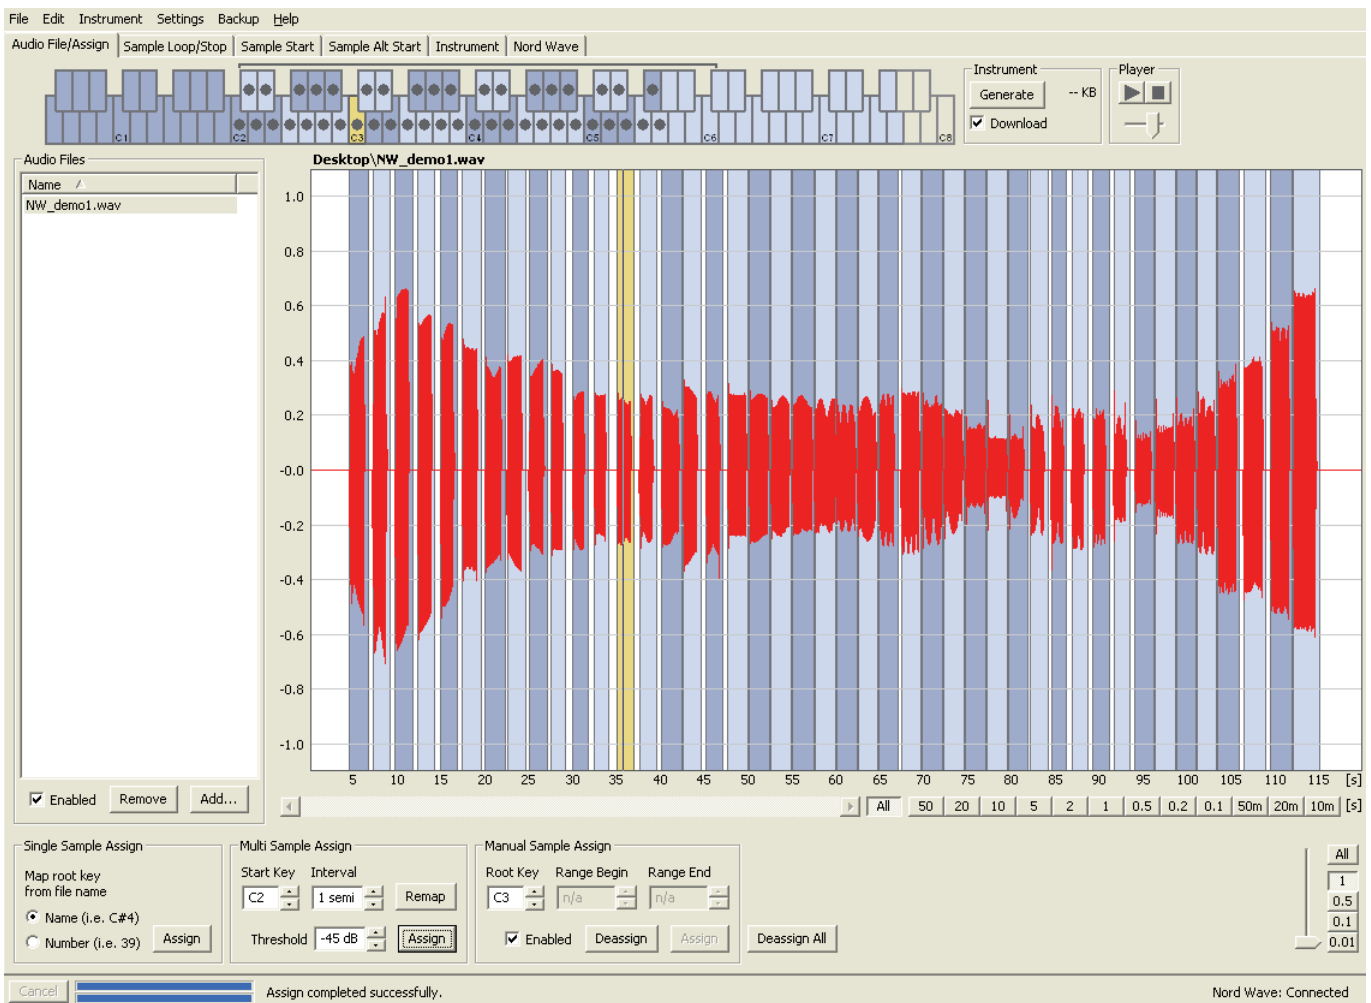 File Edit Instrument Settings Backup Help
Audio File/Assign Sample Loop/Stop Sample Start Sample Alt Start Instrument Nord Wave
Instrument
Generate -- KB
Download
Player
C1 C2 C3 C4 C5 C6 C7 C8
Audio Files
Name
NW_demo1.wav
Enabled Remove Add...
Desktop\NW_demo1.wav
1.0
0.8
0.6
0.4
0.2
-0.0
-0.2
-0.4
-0.6
-0.8
-1.0
5 10 15 20 25 30 35 40 45 50 55 60 65 70 75 80 85 90 95 100 105 110 115 [s]
All 50 20 10 5 2 1 0.5 0.2 0.1 50m 20m 10m [s]
Single Sample Assign
Map root key
from file name
Name (i.e. C#4)
Number (i.e. 39) Assign
Multi Sample Assign
Start Key Interval
C2 1 semi Remap
Threshold -45 dB Assign
Manual Sample Assign
Root Key Range Begin Range End
C3 n/a n/a
Enabled Deassign Assign Deassign All
All
1
0.5
0.1
0.01
Cancel Assign completed successfully. Nord Wave: Connected